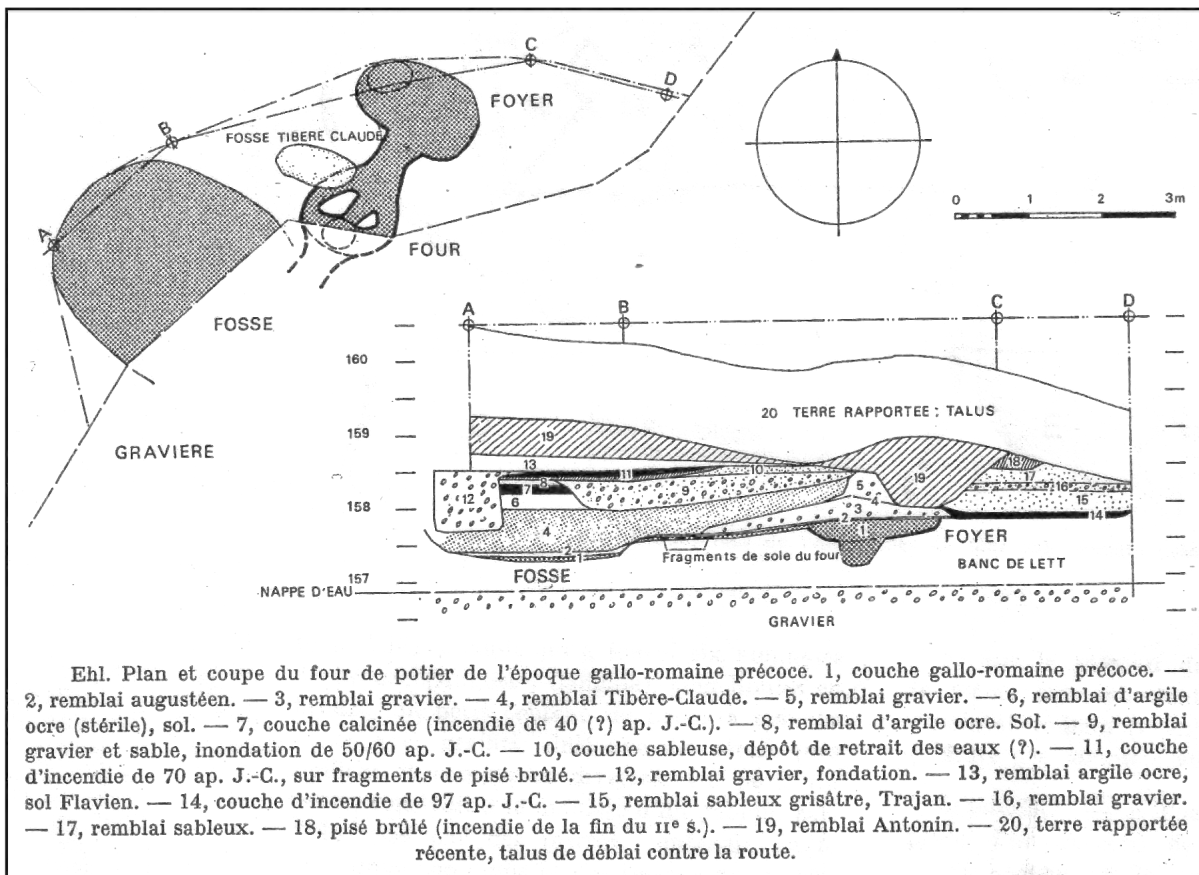 C
D
B
FOYER
FOSSE TIBERE CLAUDE
A
FOUR
FOSSE
GRAVIERE
0 1 2 3m
A B C D
160
20 TERRE RAPPORTEE : TALUS
159
19
18
13 11 10 17
8 16
12 7 9 5 19 15
158
6 4
3
4 2 14
1
FOYER
2 Fragments de sole du four BANC DE LETT
1
FOSSE
157
NAPPE D'EAU
GRAVIER
Ehl. Plan et coupe du four de potier de l'époque gallo-romaine précoce. 1, couche gallo-romaine précoce. —
2, remblai augustéen. — 3, remblai gravier. — 4, remblai Tibère-Claude. — 5, remblai gravier. — 6, remblai d'argile
ocre (stérile), sol. — 7, couche calcinée (incendie de 40 (?) ap. J.-C.). — 8, remblai d'argile ocre. Sol. — 9, remblai
gravier et sable, inondation de 50/60 ap. J.-C. — 10, couche sableuse, dépôt de retrait des eaux (?). — 11, couche
d'incendie de 70 ap. J.-C., sur fragments de pisé brûlé. — 12, remblai gravier, fondation. — 13, remblai argile ocre,
sol Flavien. — 14, couche d'incendie de 97 ap. J.-C. — 15, remblai sableux grisâtre, Trajan. — 16, remblai gravier.
— 17, remblai sableux. — 18, pisé brûlé (incendie de la fin du IIe s.). — 19, remblai Antonin. — 20, terre rapportée
récente, talus de déblai contre la route.